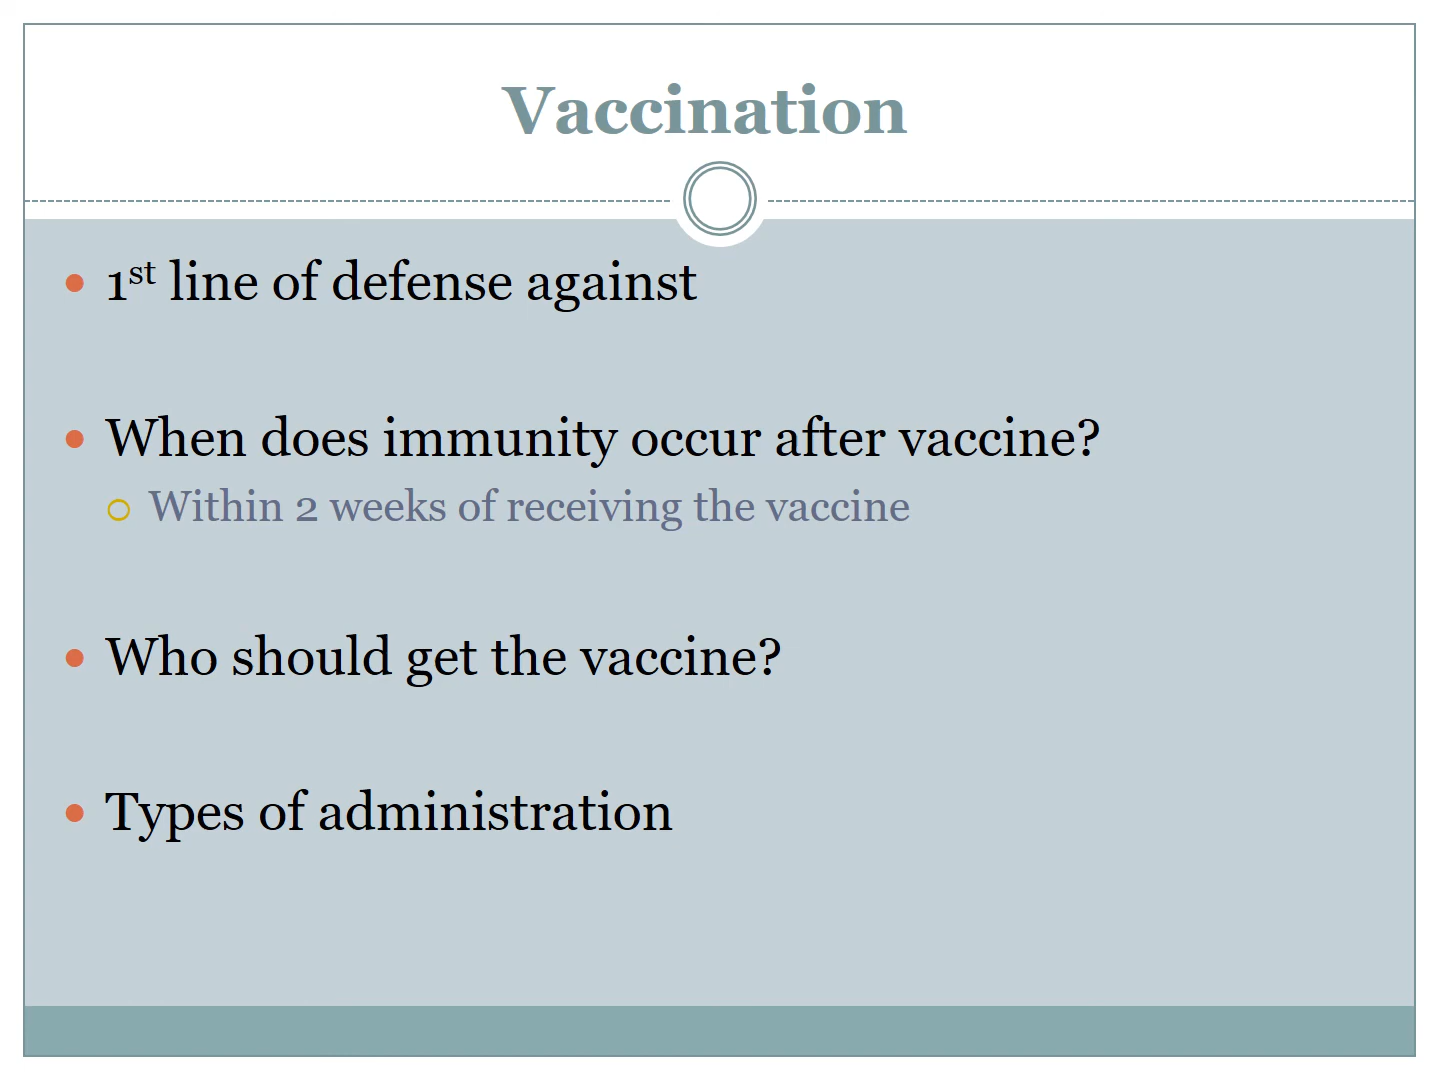 Vaccination
1st line of defense against
When does immunity occur after vaccine?
Within 2 weeks of receiving the vaccine
Who should get the vaccine?
Types of administration